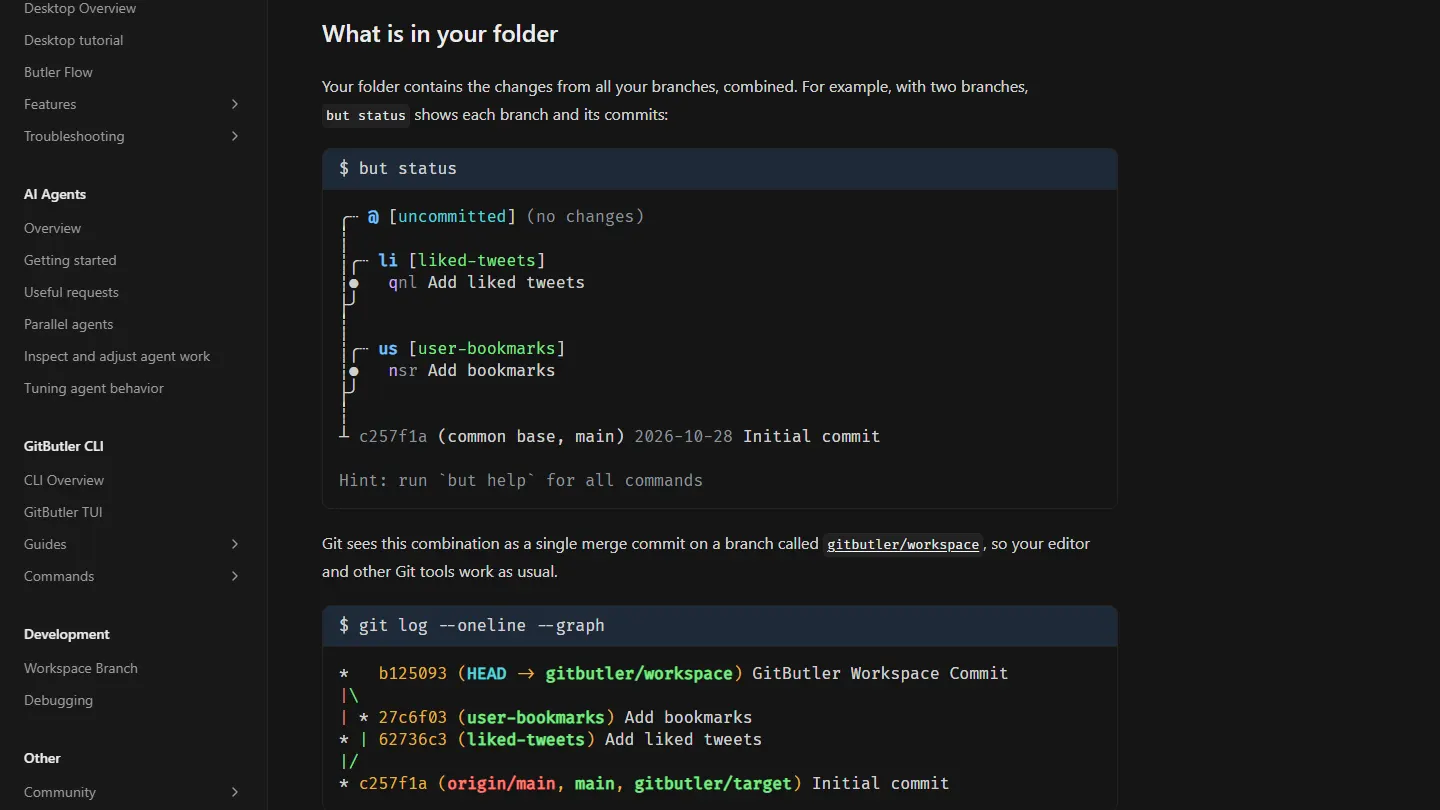 Desktop Overview
Desktop tutorial
Butler Flow
Features
Troubleshooting
AI Agents
Overview
Getting started
Useful requests
Parallel agents
Inspect and adjust agent work
Tuning agent behavior
GitButler CLI
CLI Overview
GitButler TUI
Guides
Commands
Development
Workspace Branch
Debugging
Other
Community
What is in your folder
Your folder contains the changes from all your branches, combined. For example, with two branches,
but status shows each branch and its commits:
$ but status
╭┄ @ [uncommitted] (no changes)
┊
┊╭┄ li [liked-tweets]
┊●   qnl Add liked tweets
├╯
┊
┊╭┄ us [user-bookmarks]
┊●   nsr Add bookmarks
├╯
┊
┴ c257f1a (common base, main) 2026-10-28 Initial commit
Hint: run `but help` for all commands
Git sees this combination as a single merge commit on a branch called gitbutler/workspace, so your editor
and other Git tools work as usual.
$ git log --oneline --graph
*   b125093 (HEAD -> gitbutler/workspace) GitButler Workspace Commit
|\
| * 27c6f03 (user-bookmarks) Add bookmarks
* | 62736c3 (liked-tweets) Add liked tweets
|/
* c257f1a (origin/main, main, gitbutler/target) Initial commit